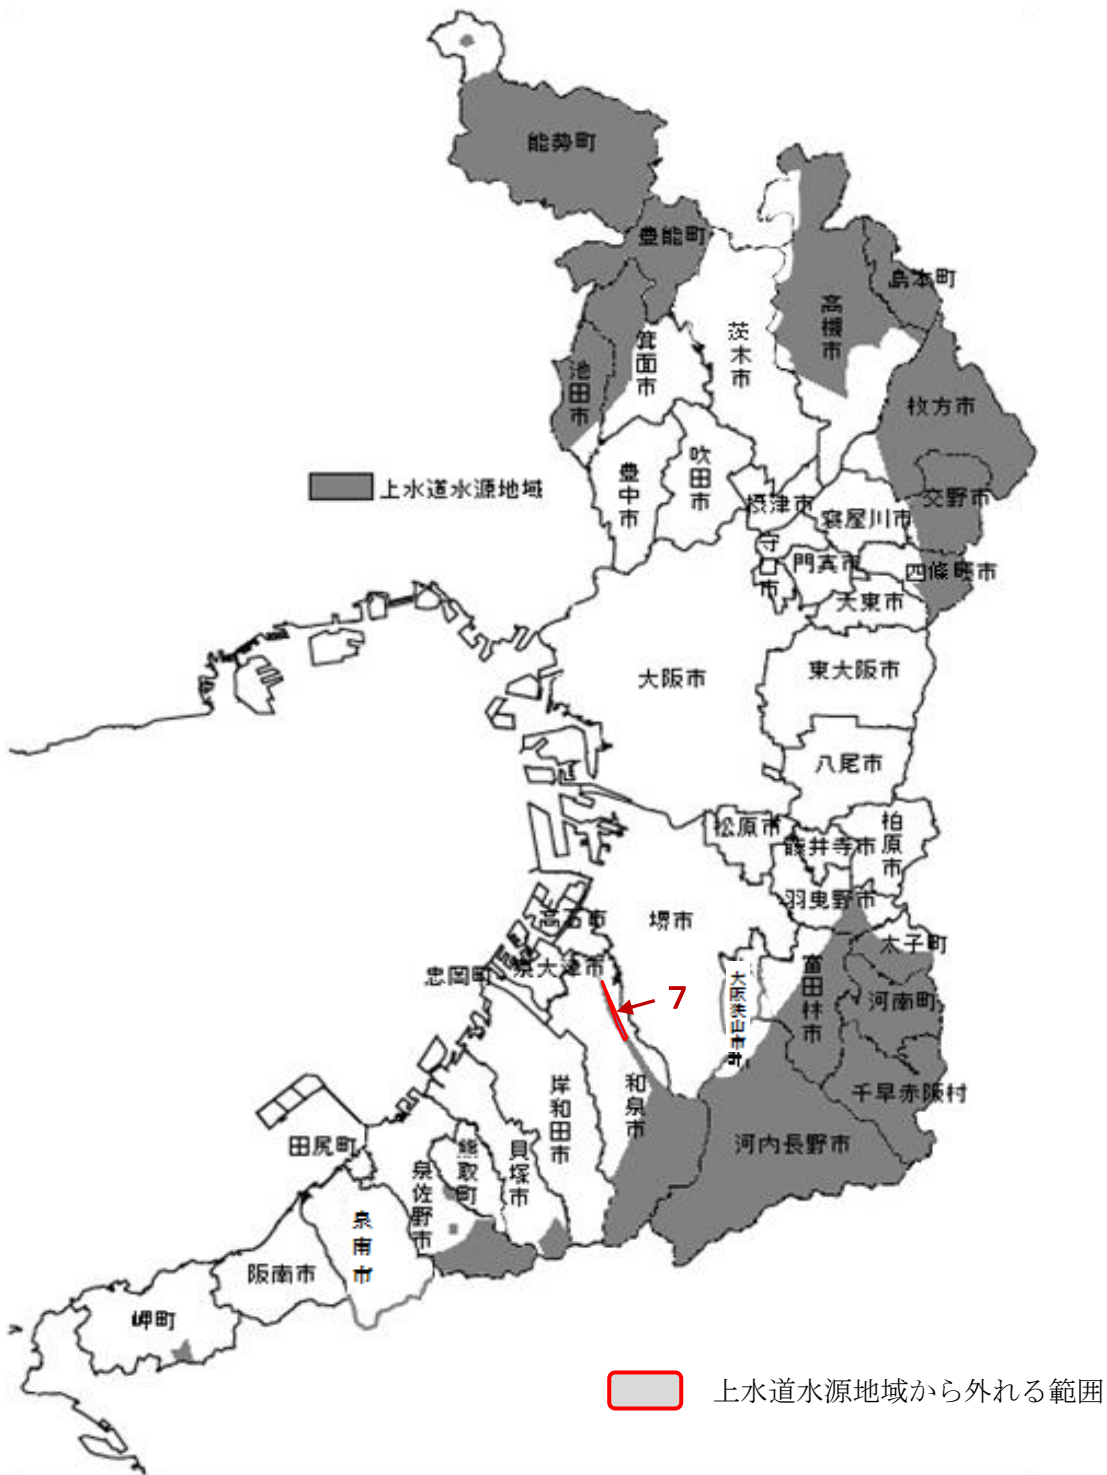 能勢町
豊能町
島本町
高槻市
茨木市
箕面市
池田市
枚方市
吹田市
豊中市
上水道水源地域
交野市
摂津市
寝屋川市
守口市
門真市
四條畷市
大東市
大阪市
東大阪市
八尾市
松原市
柏原市
藤井寺市
羽曳野市
高石市
堺市
太子町
泉大津市
忠岡町
富田林市
大阪狭山市
河南町
7
和泉市
岸和田市
千早赤阪村
河内長野市
田尻町
熊取町
貝塚市
泉佐野市
泉南市
阪南市
岬町
上水道水源地域から外れる範囲